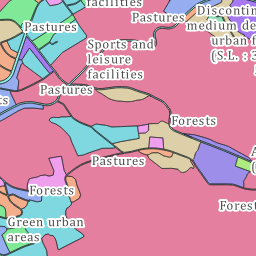 facilities
Pastures
Discontin
medium de
urban f
(S.L. : 3
Pastures
Sports and
leisure
facilities
Pastures
Forests
Pastures
Forests
Forest
Green urban
areas